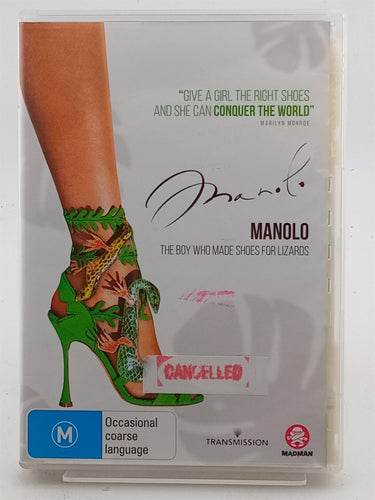 "GIVE A GIRL THE RIGHT SHOES
AND SHE CAN CONQUER THE WORLD"
MARILYN MONROE
Manolo
MANOLO
THE BOY WHO MADE SHOES FOR LIZARDS
CANCELLED
M
Occasional
coarse
language
TRANSMISSION
MADMAN